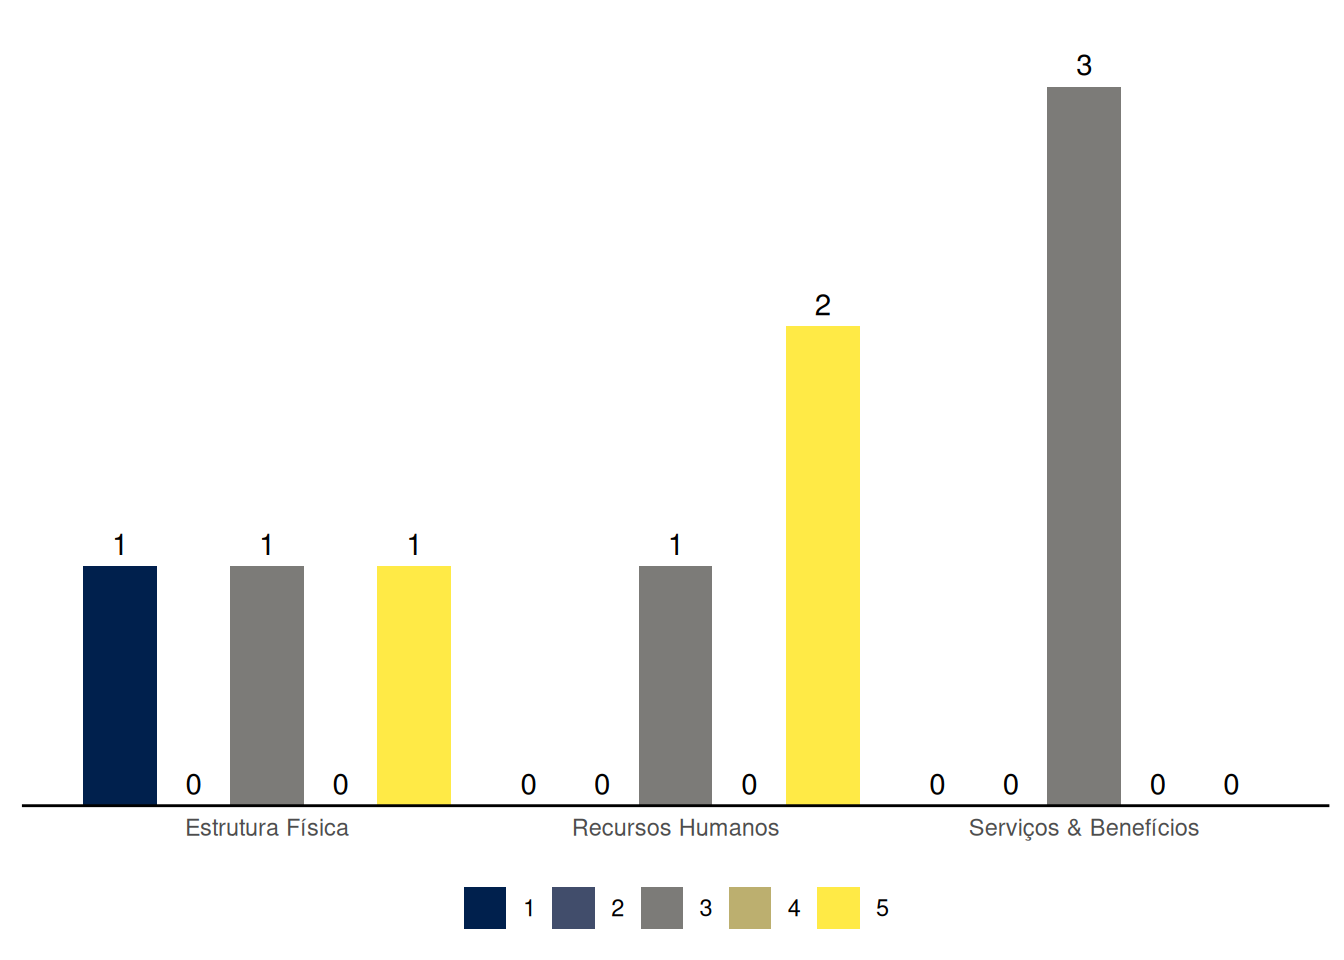 3
2
1 1 1 1
0 0 0 0 0 0 0 0 0
Estrutura Física Recursos Humanos Serviços & Benefícios
1 2 3 4 5